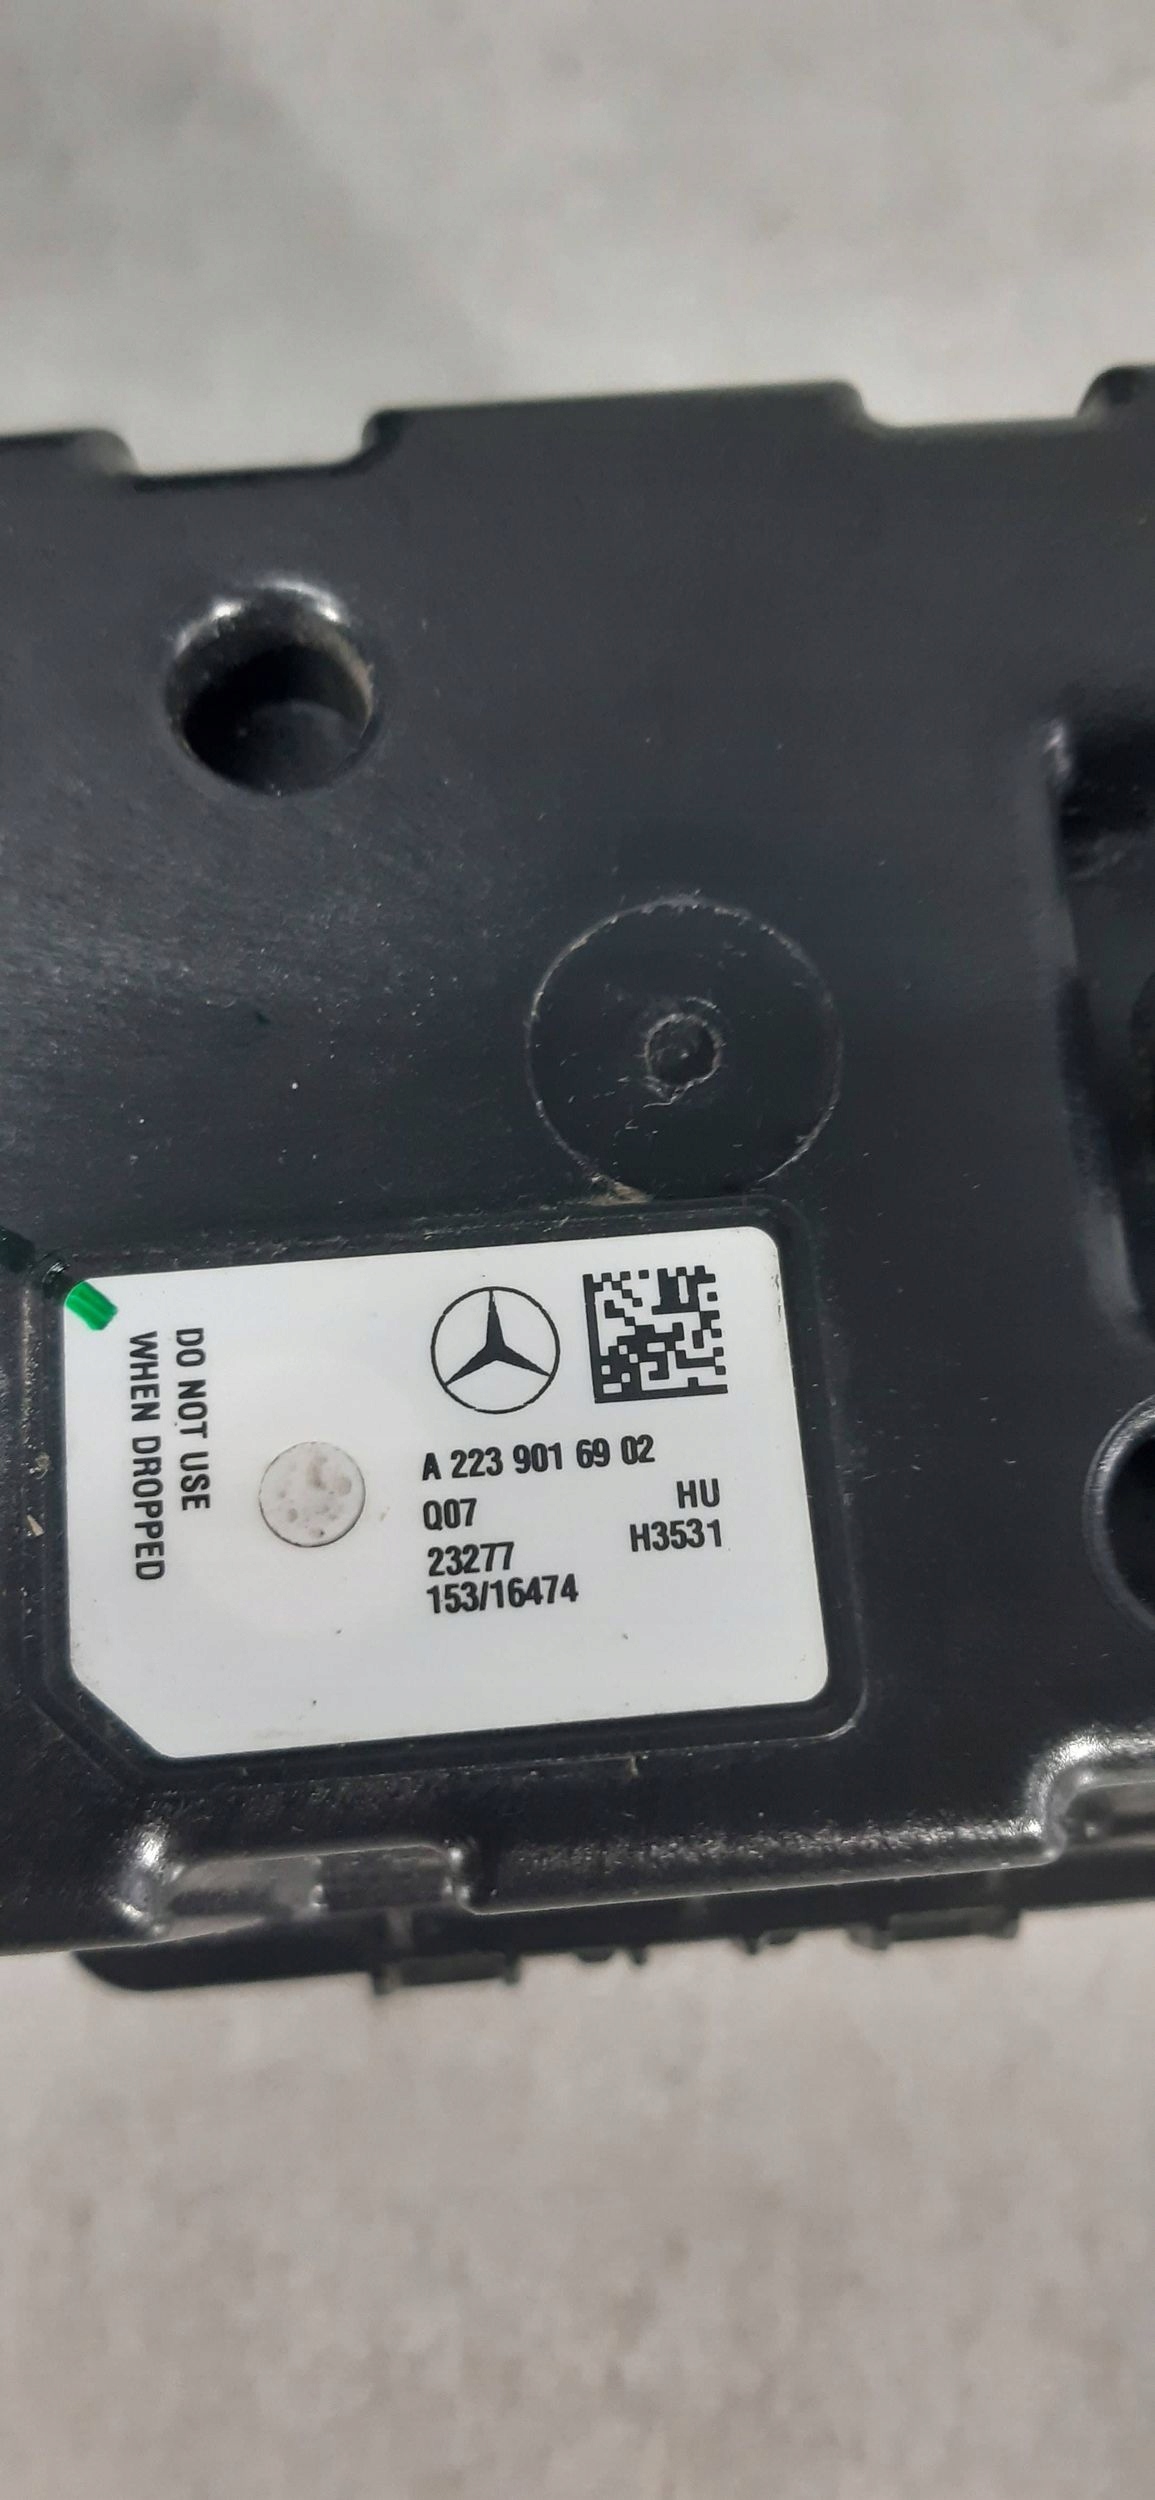 DO NOT USE
WHEN DROPPED
A 223 901 69 02
Q07 HU
23277 H3531
153/16474